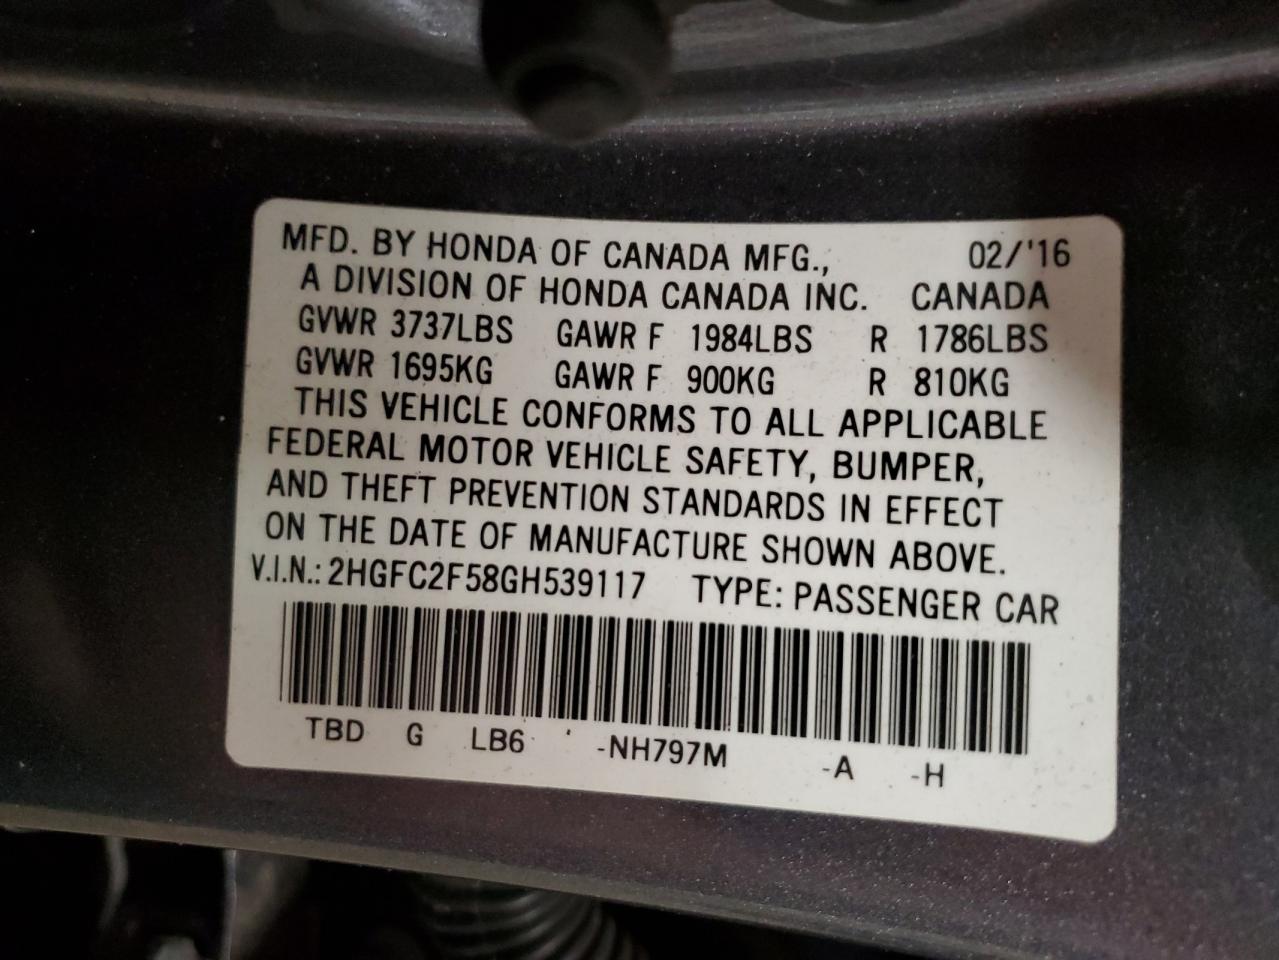 MFD. BY HONDA OF CANADA MFG., 02/'16
A DIVISION OF HONDA CANADA INC. CANADA
GVWR 3737LBS GAWR F 1984LBS R 1786LBS
GVWR 1695KG GAWR F 900KG R 810KG
THIS VEHICLE CONFORMS TO ALL APPLICABLE
FEDERAL MOTOR VEHICLE SAFETY, BUMPER,
AND THEFT PREVENTION STANDARDS IN EFFECT
ON THE DATE OF MANUFACTURE SHOWN ABOVE.
V.I.N.: 2HGFC2F58GH539117 TYPE: PASSENGER CAR
TBD G LB6 ' -NH797M -A -H